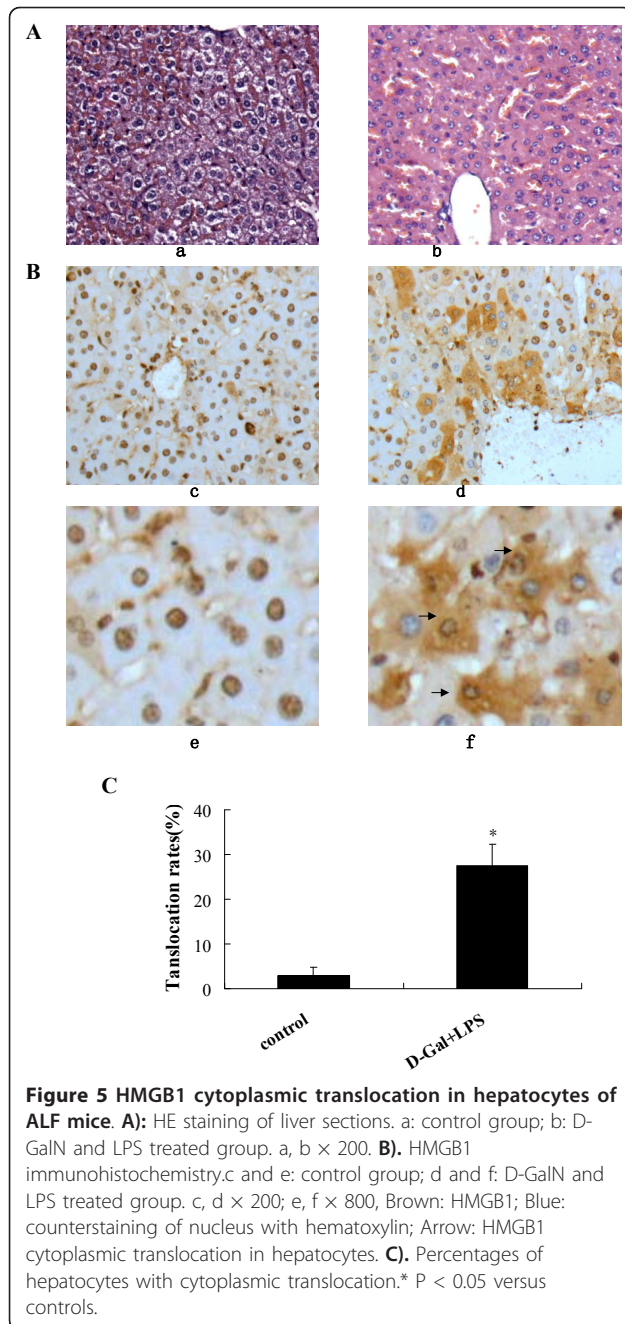 A
a
b
B
c
d
e
f
C
Tanslocation rates(%)
40
30
20
10
0
*
control
D-Gal+LPS
Figure 5 HMGB1 cytoplasmic translocation in hepatocytes of
ALF mice. A): HE staining of liver sections. a: control group; b: D-
GalN and LPS treated group. a, b × 200. B). HMGB1
immunohistochemistry.c and e: control group; d and f: D-GalN and
LPS treated group. c, d × 200; e, f × 800, Brown: HMGB1; Blue:
counterstaining of nucleus with hematoxylin; Arrow: HMGB1
cytoplasmic translocation in hepatocytes. C). Percentages of
hepatocytes with cytoplasmic translocation.* P < 0.05 versus
controls.